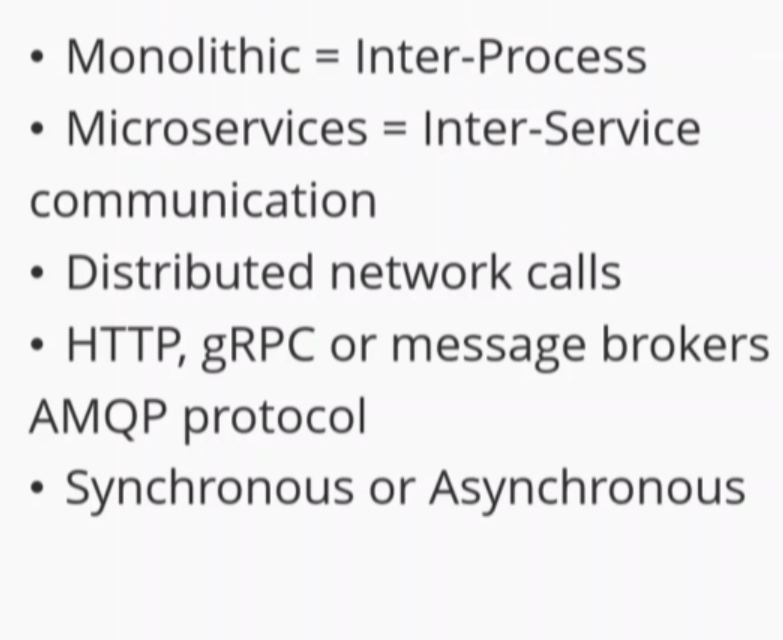 • Monolithic = Inter-Process
• Microservices = Inter-Service
communication
• Distributed network calls
• HTTP, gRPC or message brokers
AMQP protocol
• Synchronous or Asynchronous